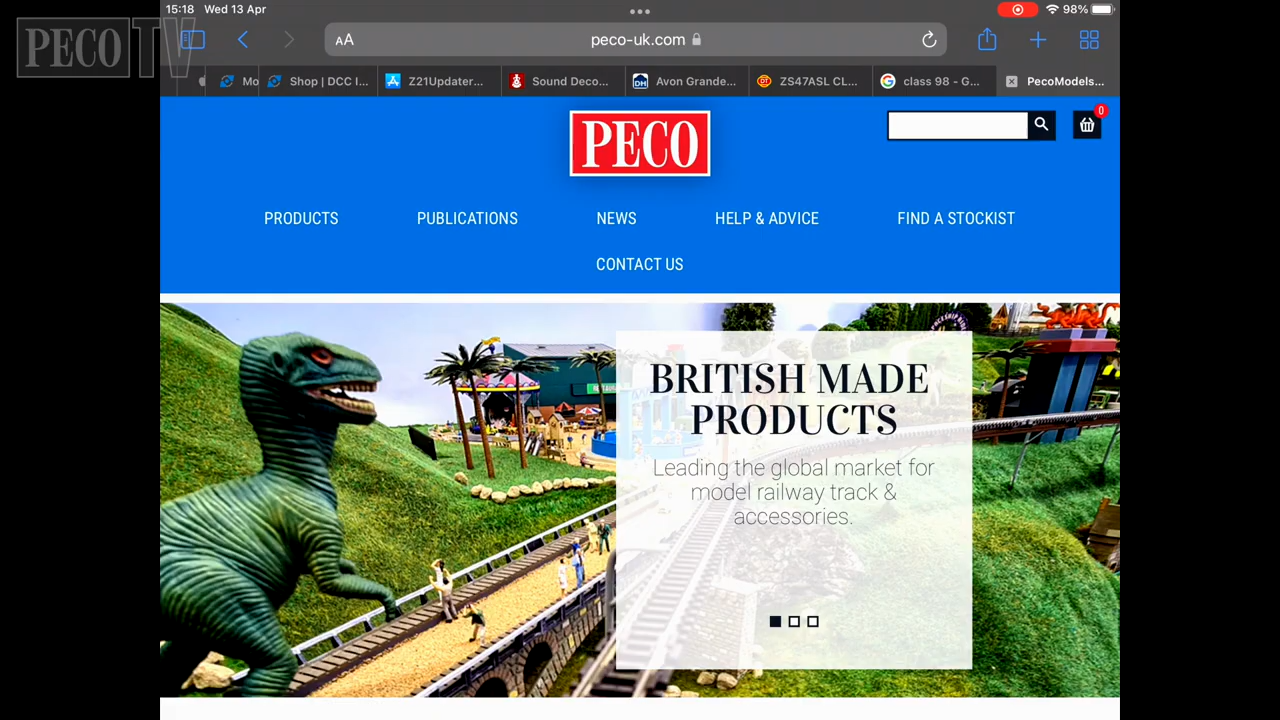 15:18 Wed 13 Apr
98%
PECO TV
AA
peco-uk.com
Mo
Shop | DCC I...
Z21Updater...
Sound Deco...
DH
Avon Grande...
DT
ZS47ASL CL...
class 98 - G...
PecoModels...
PECO
0
PRODUCTS
PUBLICATIONS
NEWS
HELP & ADVICE
FIND A STOCKIST
CONTACT US
BRITISH MADE
PRODUCTS
Leading the global market for
model railway track &
accessories.